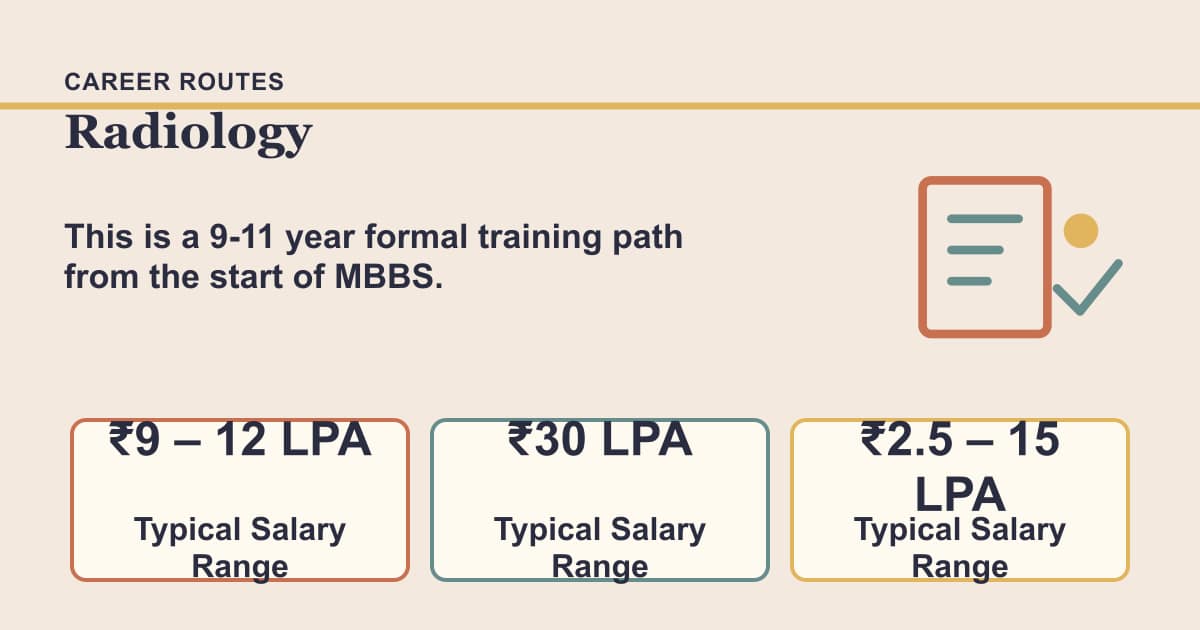 CAREER ROUTES
Radiology
This is a 9-11 year formal training path
from the start of MBBS.
₹9 – 12 LPA
Typical Salary
Range
₹30 LPA
Typical Salary
Range
₹2.5 – 15
LPA
Typical Salary
Range